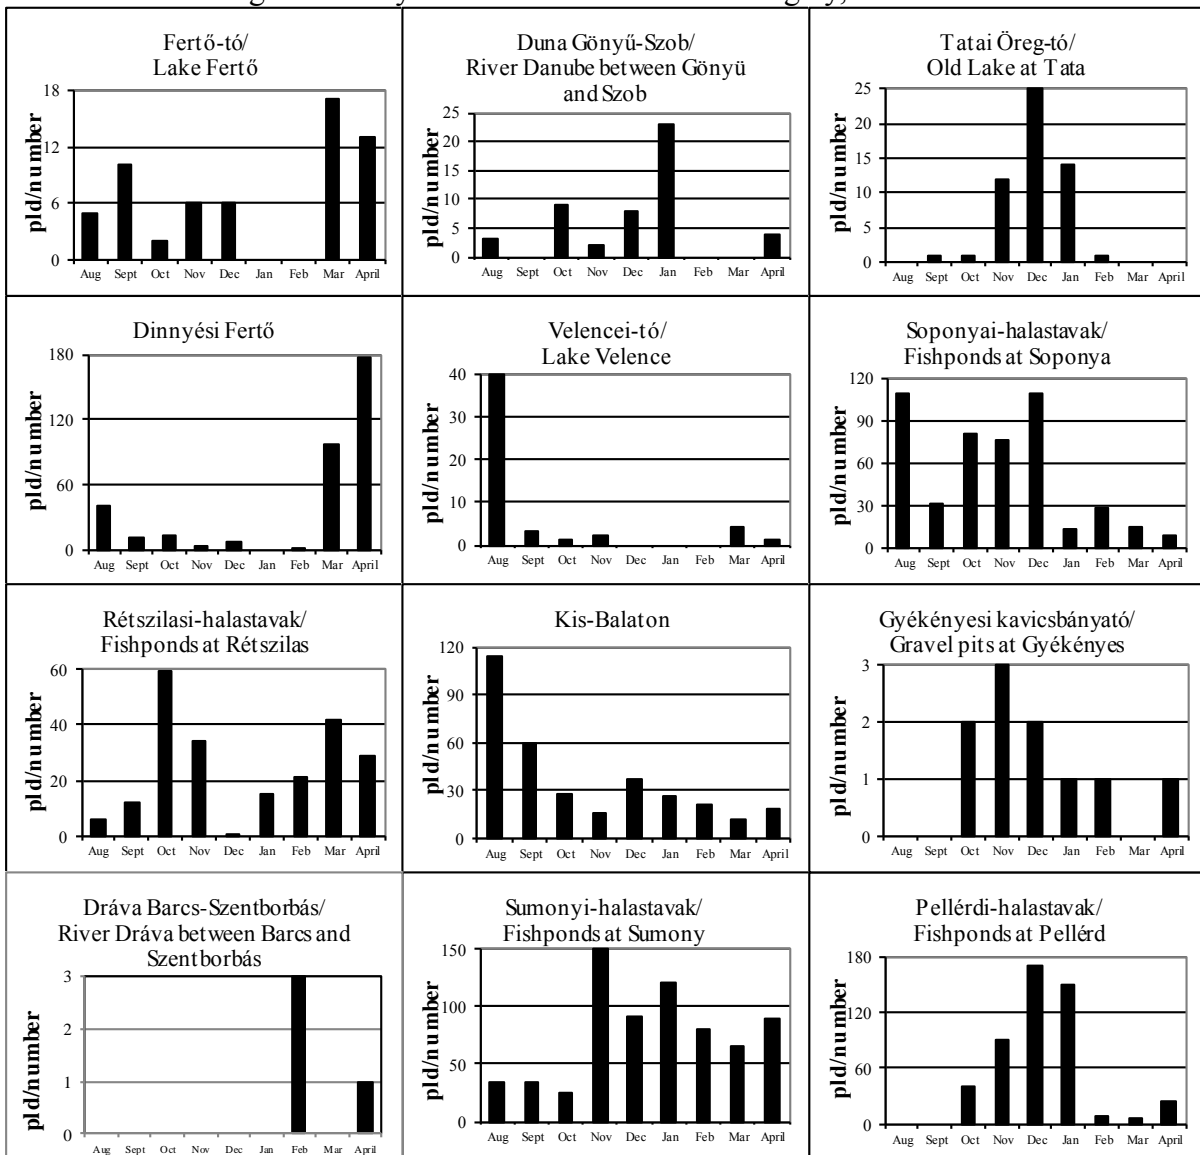 Fertő-tó/
Lake Fertő
pld/number
18
12
6
0
Aug Sept Oct Nov Dec Jan Feb Mar April
Duna Gönyű-Szob/
River Danube between Gönyü
and Szob
pld/number
25
20
15
10
5
0
Aug Sept Oct Nov Dec Jan Feb Mar April
Tatai Öreg-tó/
Old Lake at Tata
pld/number
25
20
15
10
5
0
Aug Sept Oct Nov Dec Jan Feb Mar April
Dinnyési Fertő
pld/number
180
120
60
0
Aug Sept Oct Nov Dec Jan Feb Mar April
Velencei-tó/
Lake Velence
pld/number
40
30
20
10
0
Aug Sept Oct Nov Dec Jan Feb Mar April
Soponyai-halastavak/
Fishponds at Soponya
pld/number
120
90
60
30
0
Aug Sept Oct Nov Dec Jan Feb Mar April
Rétszilasi-halastavak/
Fishponds at Rétszilas
pld/number
60
40
20
0
Aug Sept Oct Nov Dec Jan Feb Mar April
Kis-Balaton
pld/number
120
90
60
30
0
Aug Sept Oct Nov Dec Jan Feb Mar April
Gyékényesi kavicsbányató/
Gravel pits at Gyékényes
pld/number
3
2
1
0
Aug Sept Oct Nov Dec Jan Feb Mar April
Dráva Barcs-Szentborbás/
River Dráva between Barcs and
Szentborbás
pld/number
3
2
1
0
Aug Sept Oct Nov Dec Jan Feb Mar April
Sumonyi-halastavak/
Fishponds at Sumony
pld/number
150
100
50
0
Aug Sept Oct Nov Dec Jan Feb Mar April
Pellérdi-halastavak/
Fishponds at Pellérd
pld/number
180
120
60
0
Aug Sept Oct Nov Dec Jan Feb Mar April